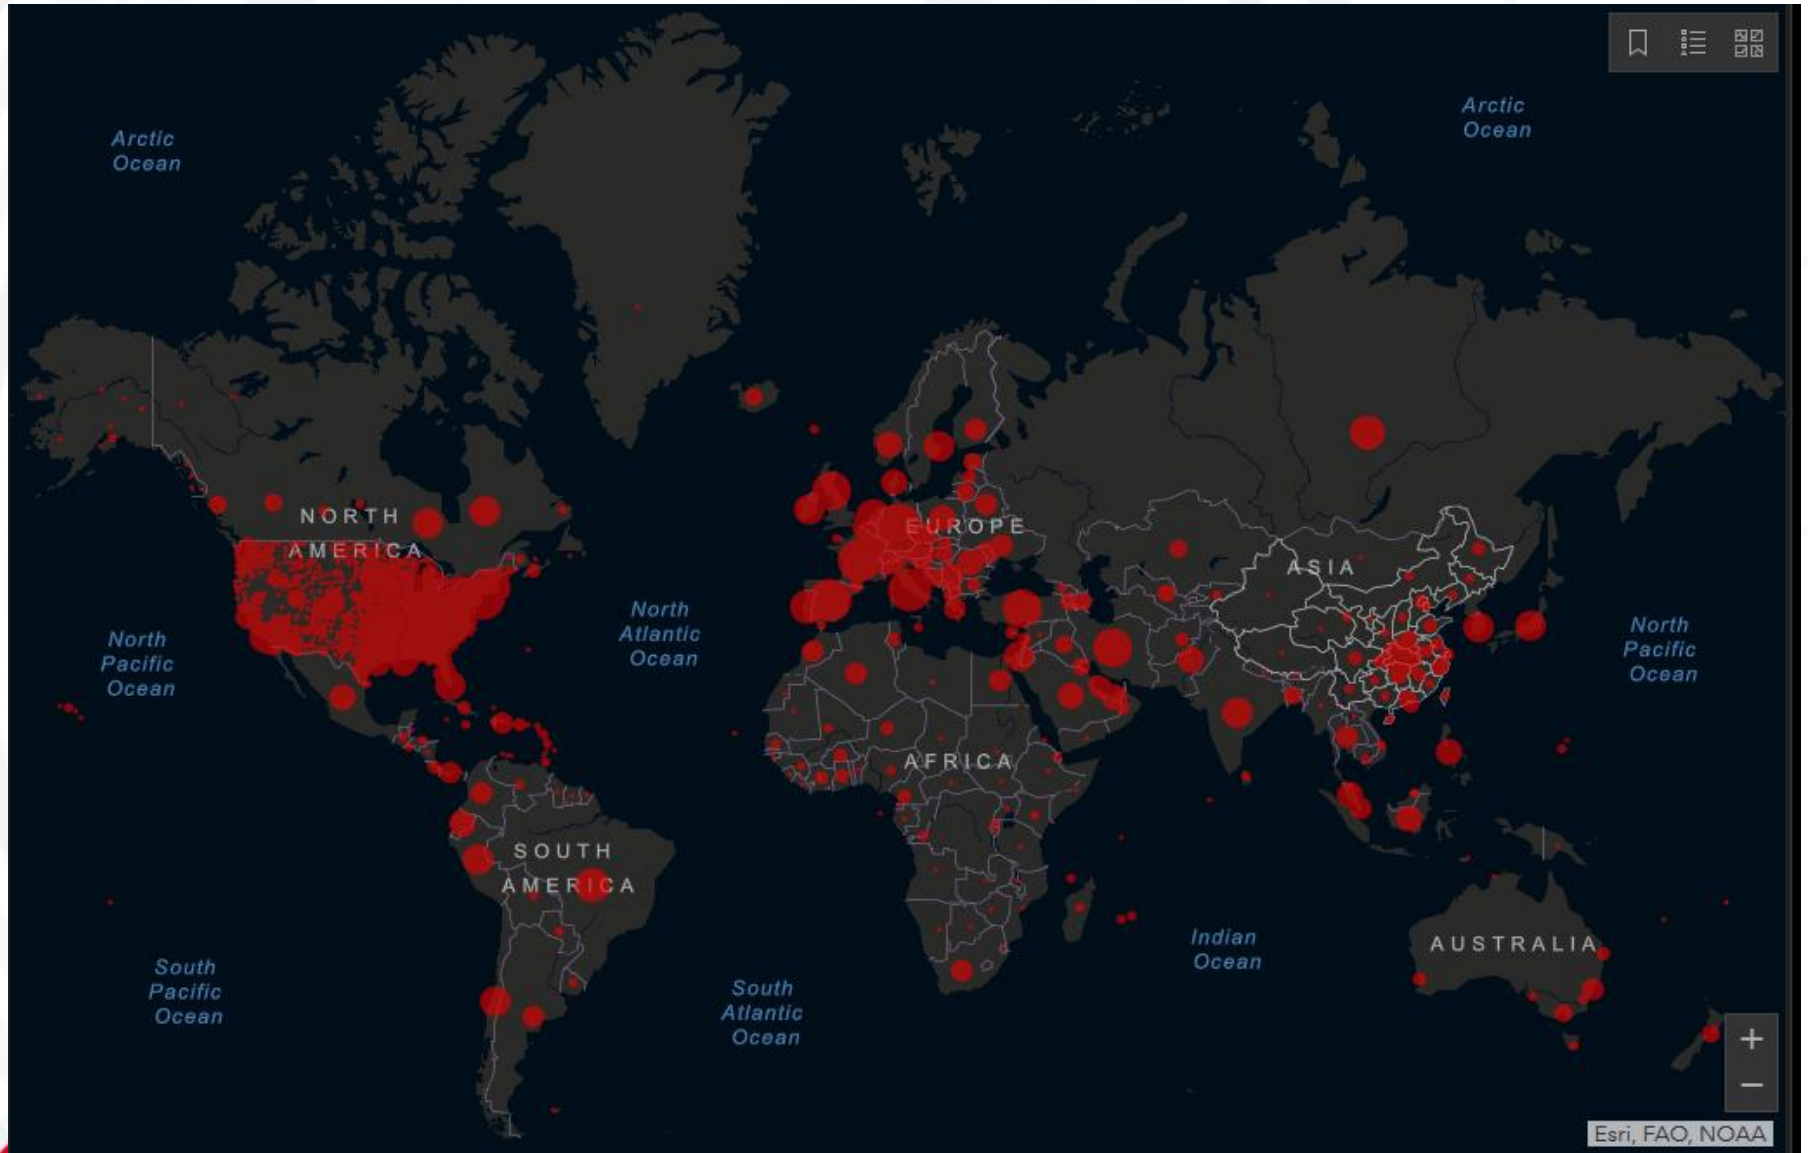 Arctic
Ocean
Arctic
Ocean
NORTH
AMERICA
EUROPE
ASIA
North
Pacific
Ocean
North
Atlantic
Ocean
North
Pacific
Ocean
AFRICA
SOUTH
AMERICA
South
Pacific
Ocean
South
Atlantic
Ocean
Indian
Ocean
AUSTRALIA
+
−
Esri, FAO, NOAA